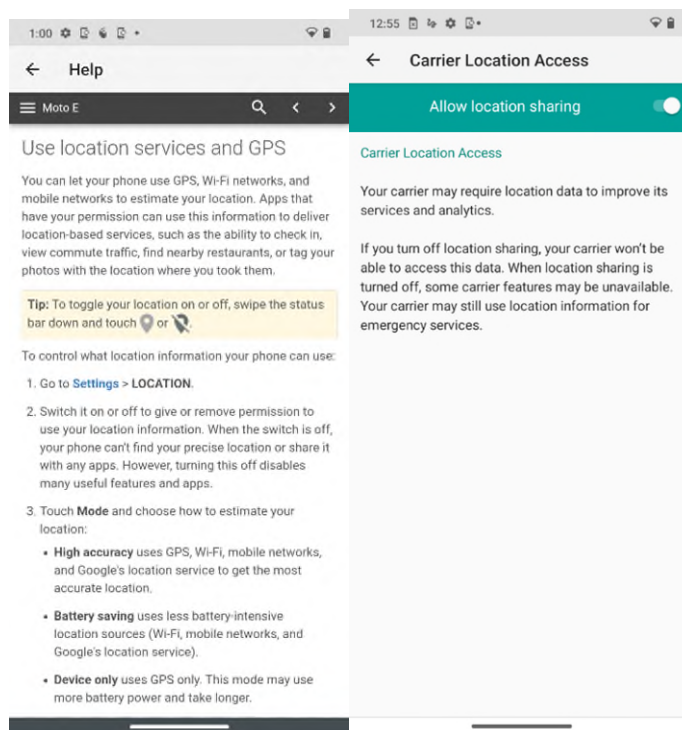 1:00
Help
Moto E
Use location services and GPS
You can let your phone use GPS, Wi-Fi networks, and
mobile networks to estimate your location. Apps that
have your permission can use this information to deliver
location-based services, such as the ability to check in,
view commute traffic, find nearby restaurants, or tag your
photos with the location where you took them.
Tip: To toggle your location on or off, swipe the status
bar down and touch or .
To control what location information your phone can use:
1. Go to Settings > LOCATION.
2. Switch it on or off to give or remove permission to
use your location information. When the switch is off,
your phone can't find your precise location or share it
with any apps. However, turning this off disables
many useful features and apps.
3. Touch Mode and choose how to estimate your
location:
• High accuracy uses GPS, Wi-Fi, mobile networks,
and Google's location service to get the most
accurate location.
• Battery saving uses less battery-intensive
location sources (Wi-Fi, mobile networks, and
Google's location service).
• Device only uses GPS only. This mode may use
more battery power and take longer.
12:55
Carrier Location Access
Allow location sharing
Carrier Location Access
Your carrier may require location data to improve its
services and analytics.
If you turn off location sharing, your carrier won't be
able to access this data. When location sharing is
turned off, some carrier features may be unavailable.
Your carrier may still use location information for
emergency services.